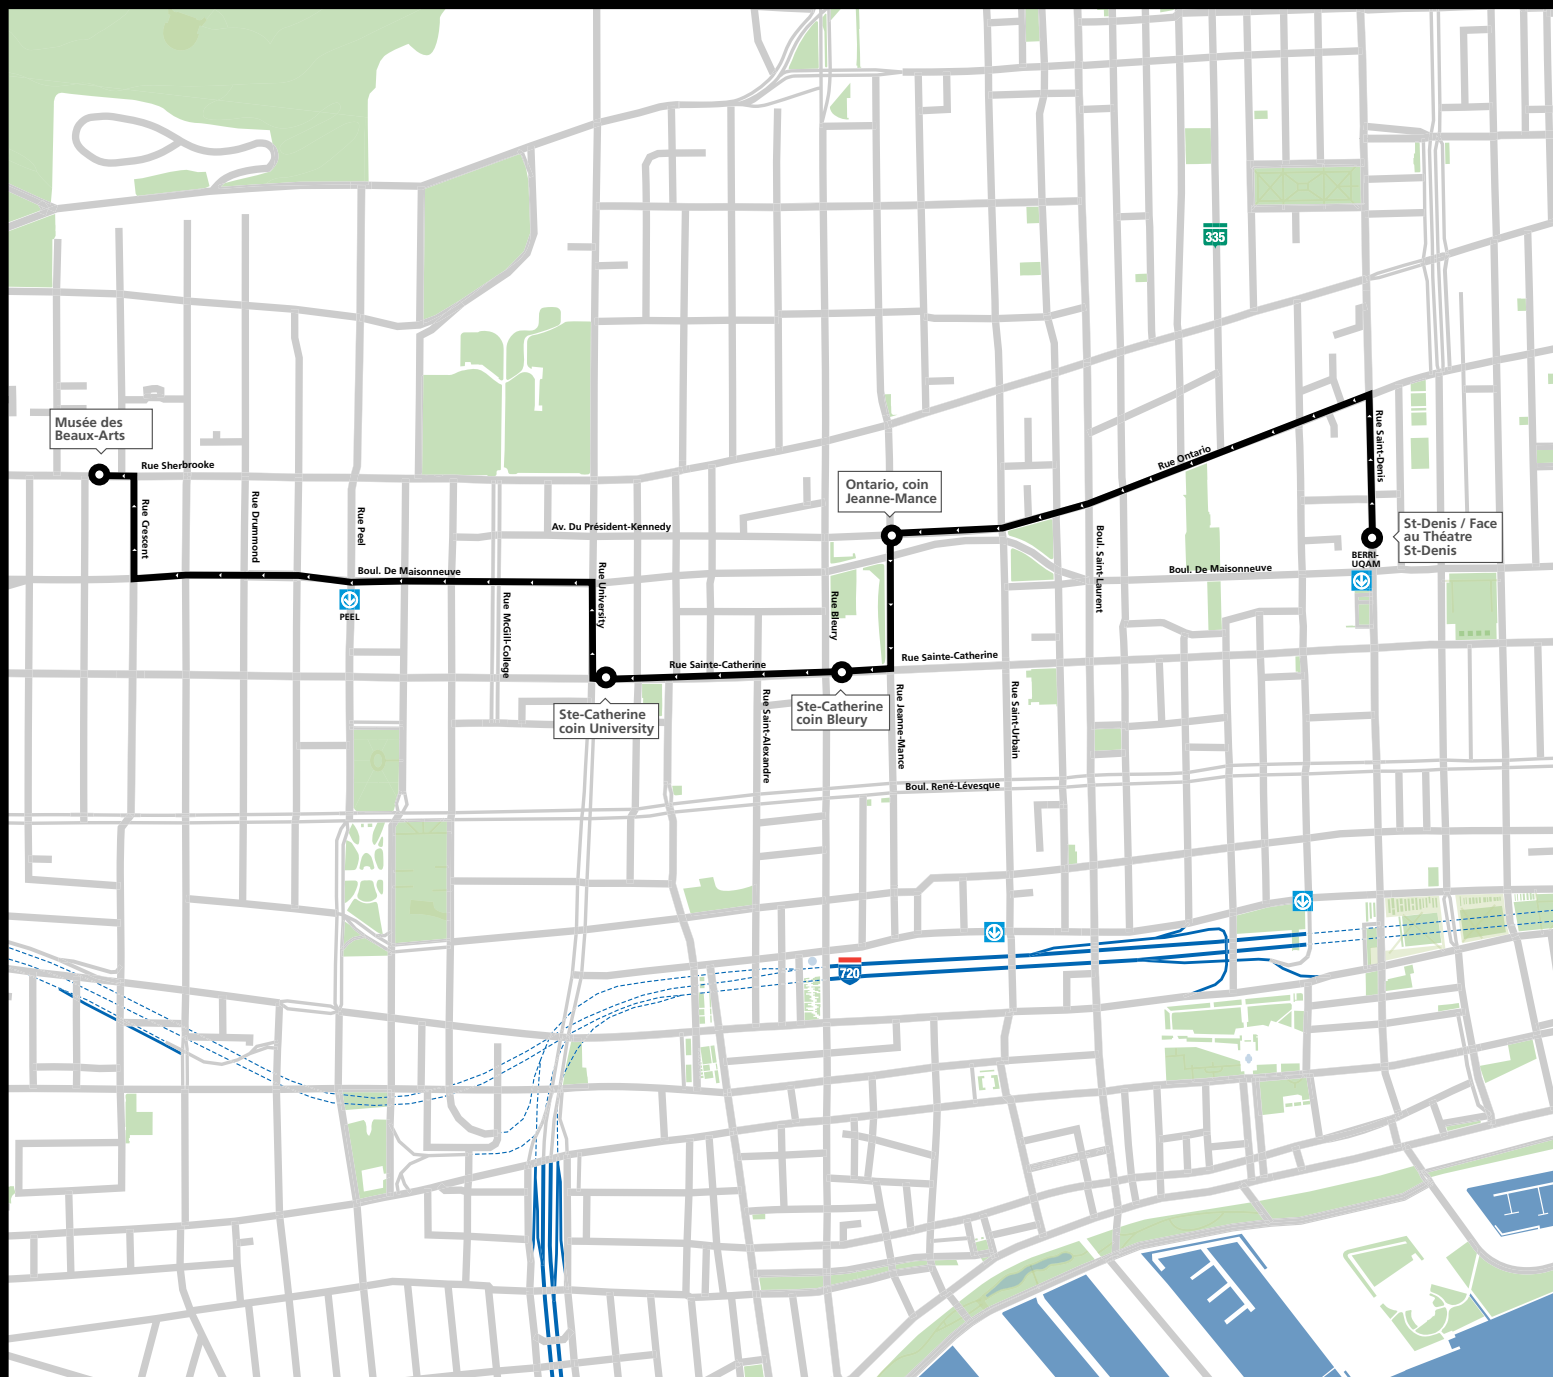 335
Musée des
Beaux-Arts
Rue Sherbrooke
Rue Crescent
Rue Drummond
Rue Peel
Boul. De Maisonneuve
PEEL
Rue McGill-College
Av. Du Président-Kennedy
Rue University
Rue Sainte-Catherine
Ste-Catherine
coin University
Rue Saint-Alexandre
Rue Bleury
Ste-Catherine
coin Bleury
Ontario, coin
Jeanne-Mance
Rue Sainte-Catherine
Rue Jeanne-Mance
Rue Saint-Urbain
Boul. René-Lévesque
Boul. Saint-Laurent
Rue Ontario
Boul. De Maisonneuve
Rue Saint-Denis
St-Denis / Face
au Théatre
St-Denis
BERRI-
UQAM
720